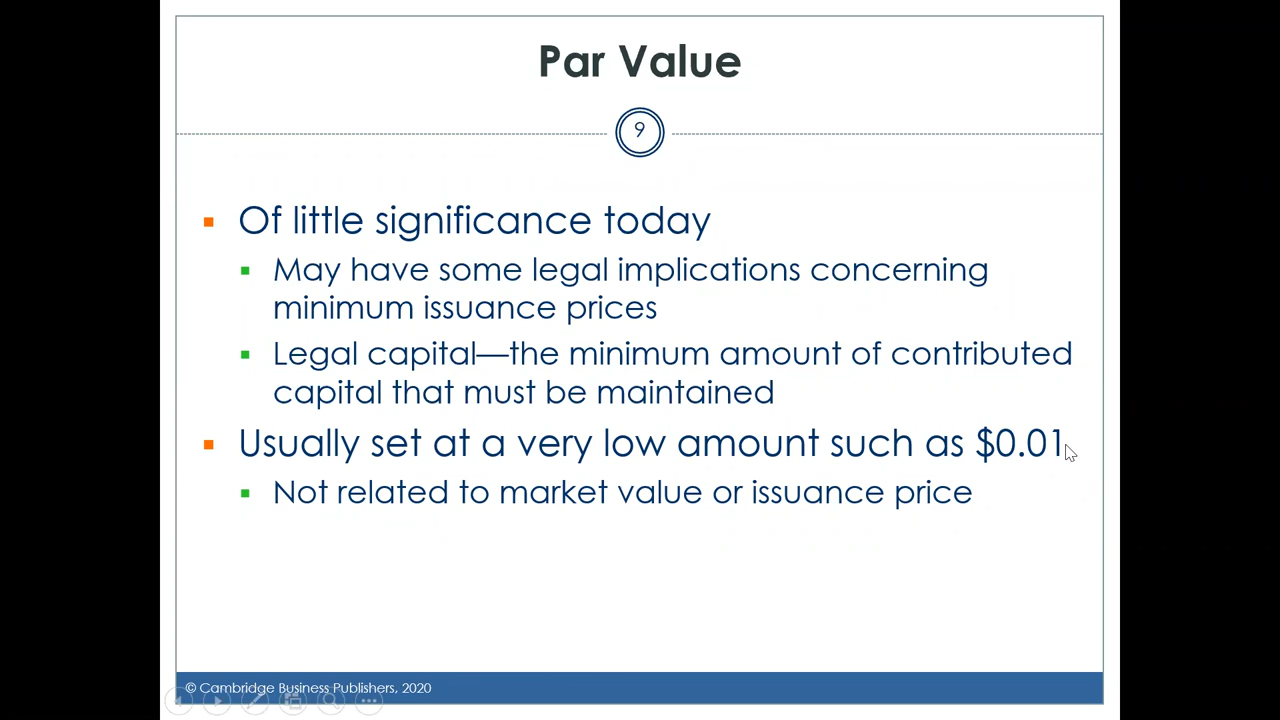 Par Value
9
Of little significance today
May have some legal implications concerning
minimum issuance prices
Legal capital—the minimum amount of contributed
capital that must be maintained
Usually set at a very low amount such as $0.01
Not related to market value or issuance price
© Cambridge Business Publishers, 2020